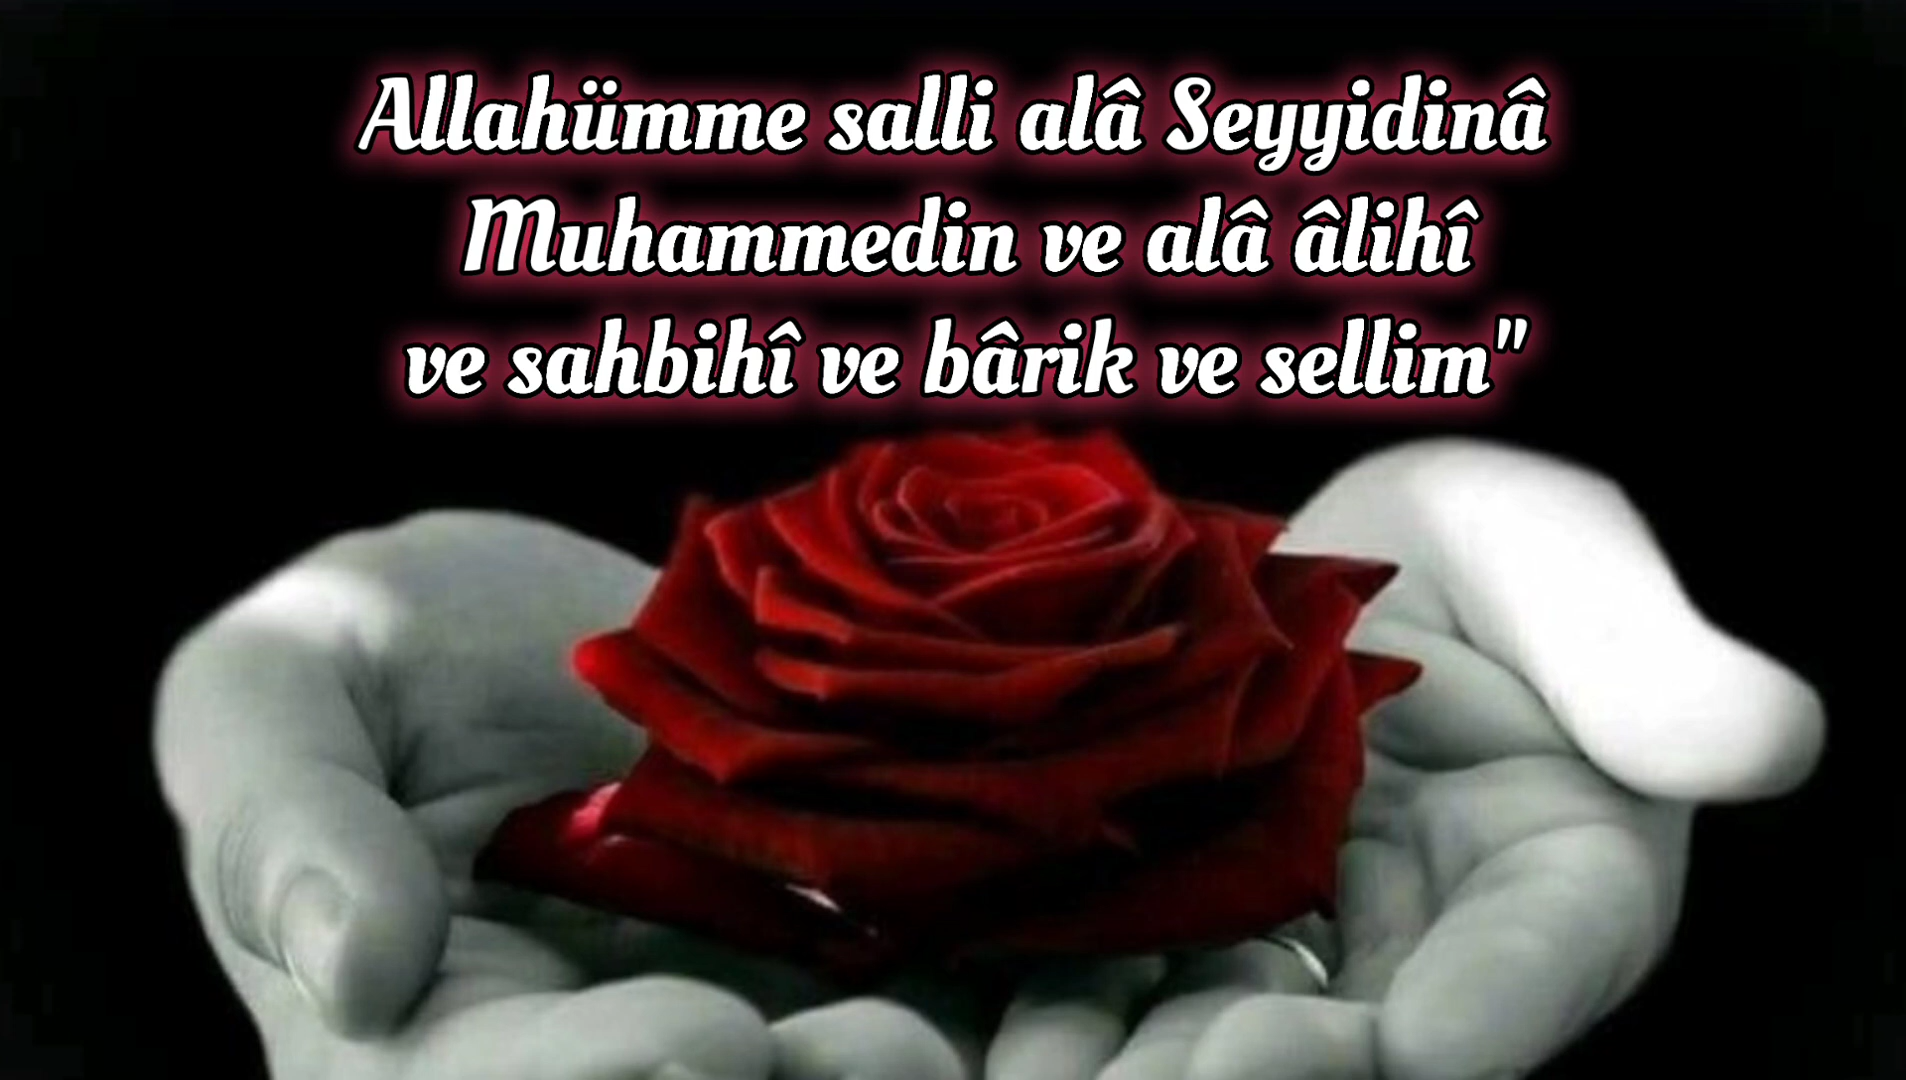 Allahümme salli alâ Seyyidinâ
Muhammedin ve alâ âlihî
ve sahbihî ve bârik ve sellim"